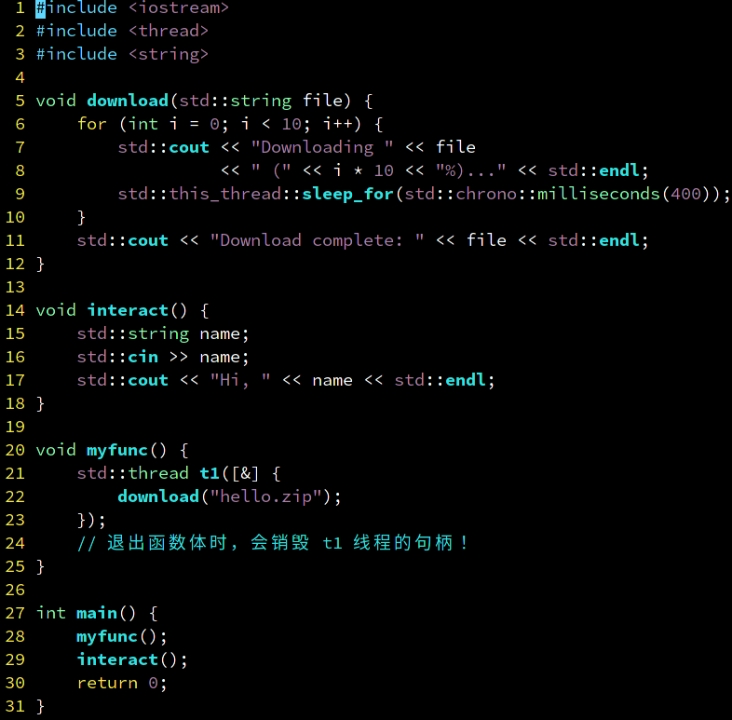 1 #include <iostream>
2 #include <thread>
3 #include <string>
4
5 void download(std::string file) {
6     for (int i = 0; i < 10; i++) {
7         std::cout << "Downloading " << file
8                   << " (" << i * 10 << "%)..." << std::endl;
9         std::this_thread::sleep_for(std::chrono::milliseconds(400));
10     }
11     std::cout << "Download complete: " << file << std::endl;
12 }
13
14 void interact() {
15     std::string name;
16     std::cin >> name;
17     std::cout << "Hi, " << name << std::endl;
18 }
19
20 void myfunc() {
21     std::thread t1([&] {
22         download("hello.zip");
23     });
24     // 退出函数体时，会销毁 t1 线程的句柄！
25 }
26
27 int main() {
28     myfunc();
29     interact();
30     return 0;
31 }